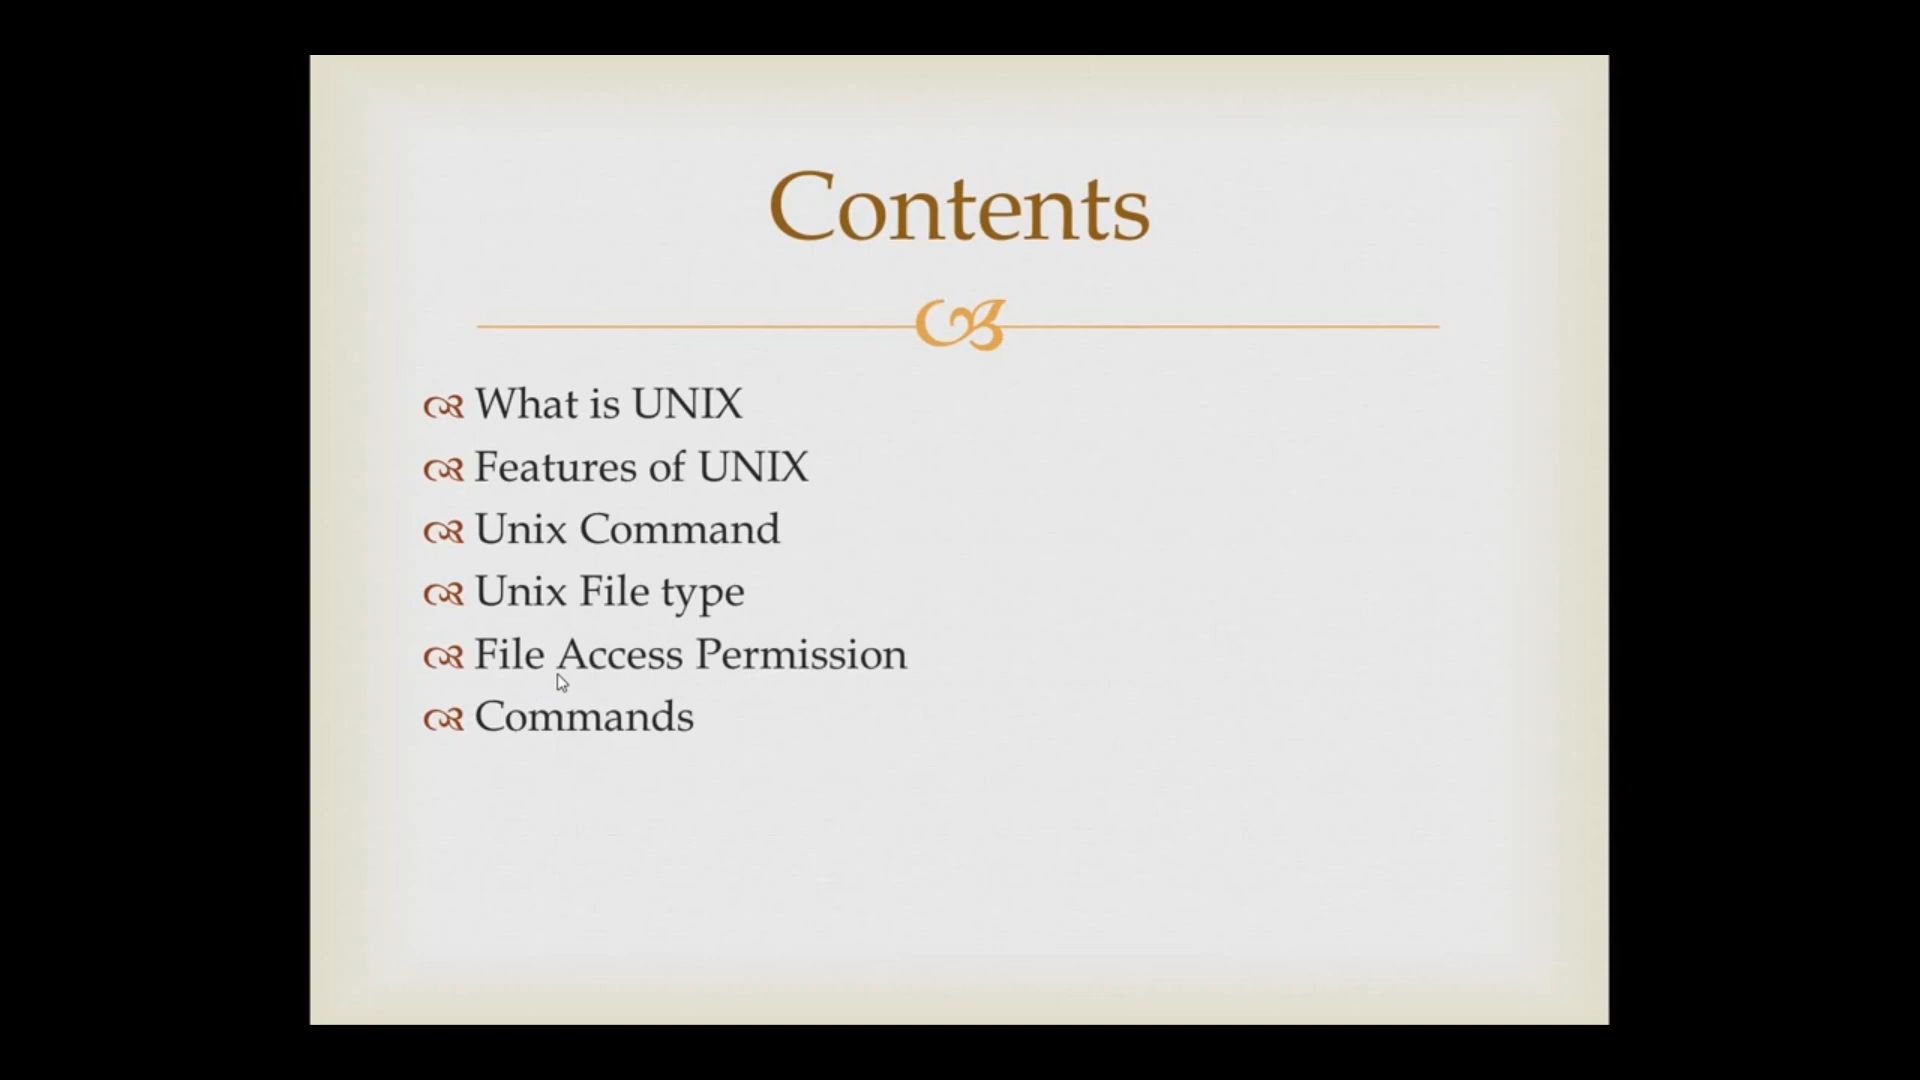 Contents
What is UNIX
Features of UNIX
Unix Command
Unix File type
File Access Permission
Commands